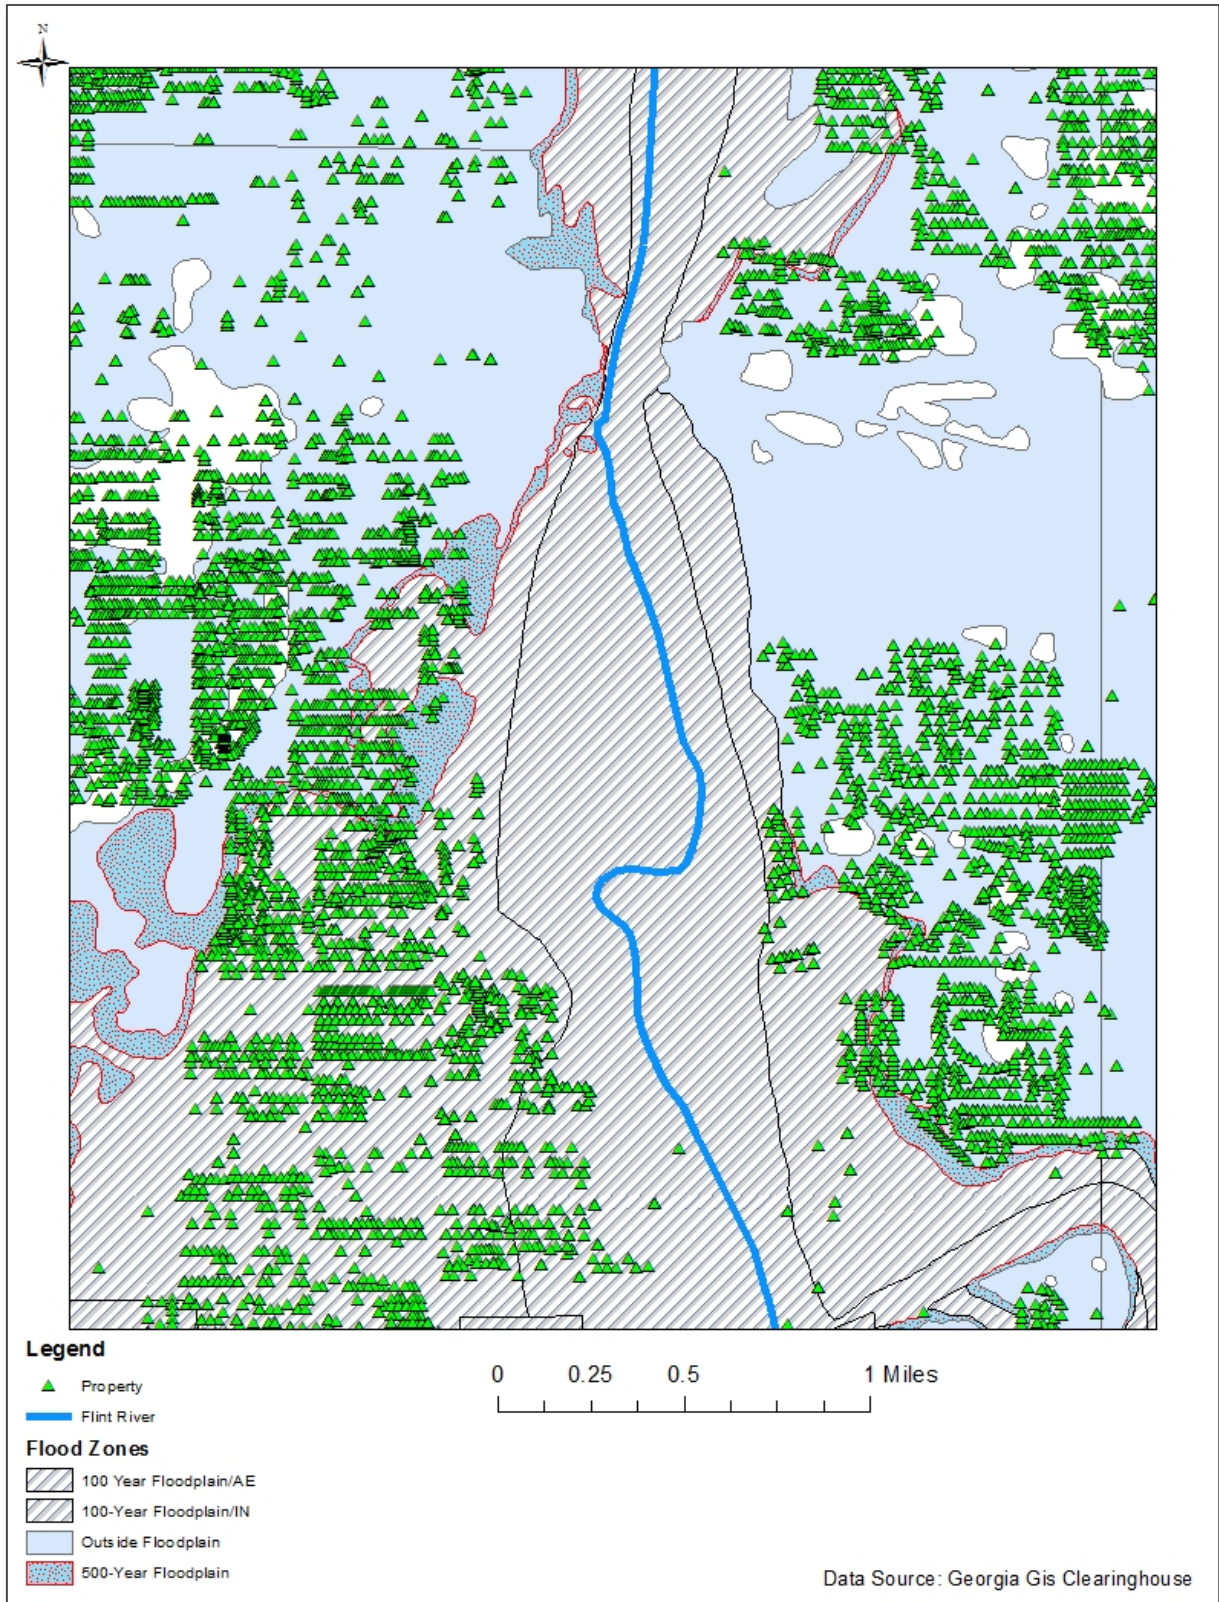 N
Legend
Property
Flint River
Flood Zones
100 Year Floodplain/AE
100-Year Floodplain/IN
Outside Floodplain
500-Year Floodplain
0 0.25 0.5 1 Miles
Data Source: Georgia Gis Clearinghouse